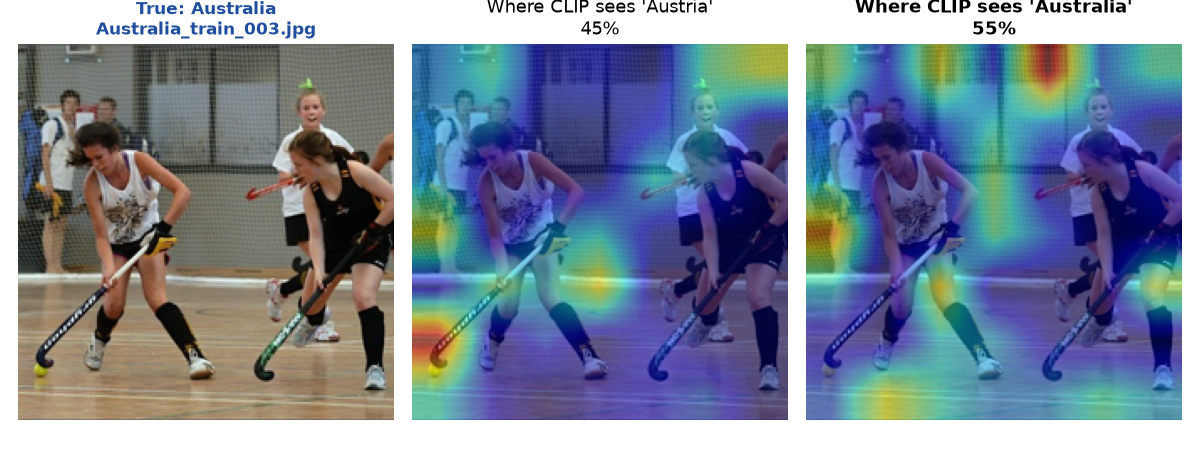 True: Australia
Australia_train_003.jpg
Where CLIP sees 'Austria'
45%
Where CLIP sees 'Australia'
55%